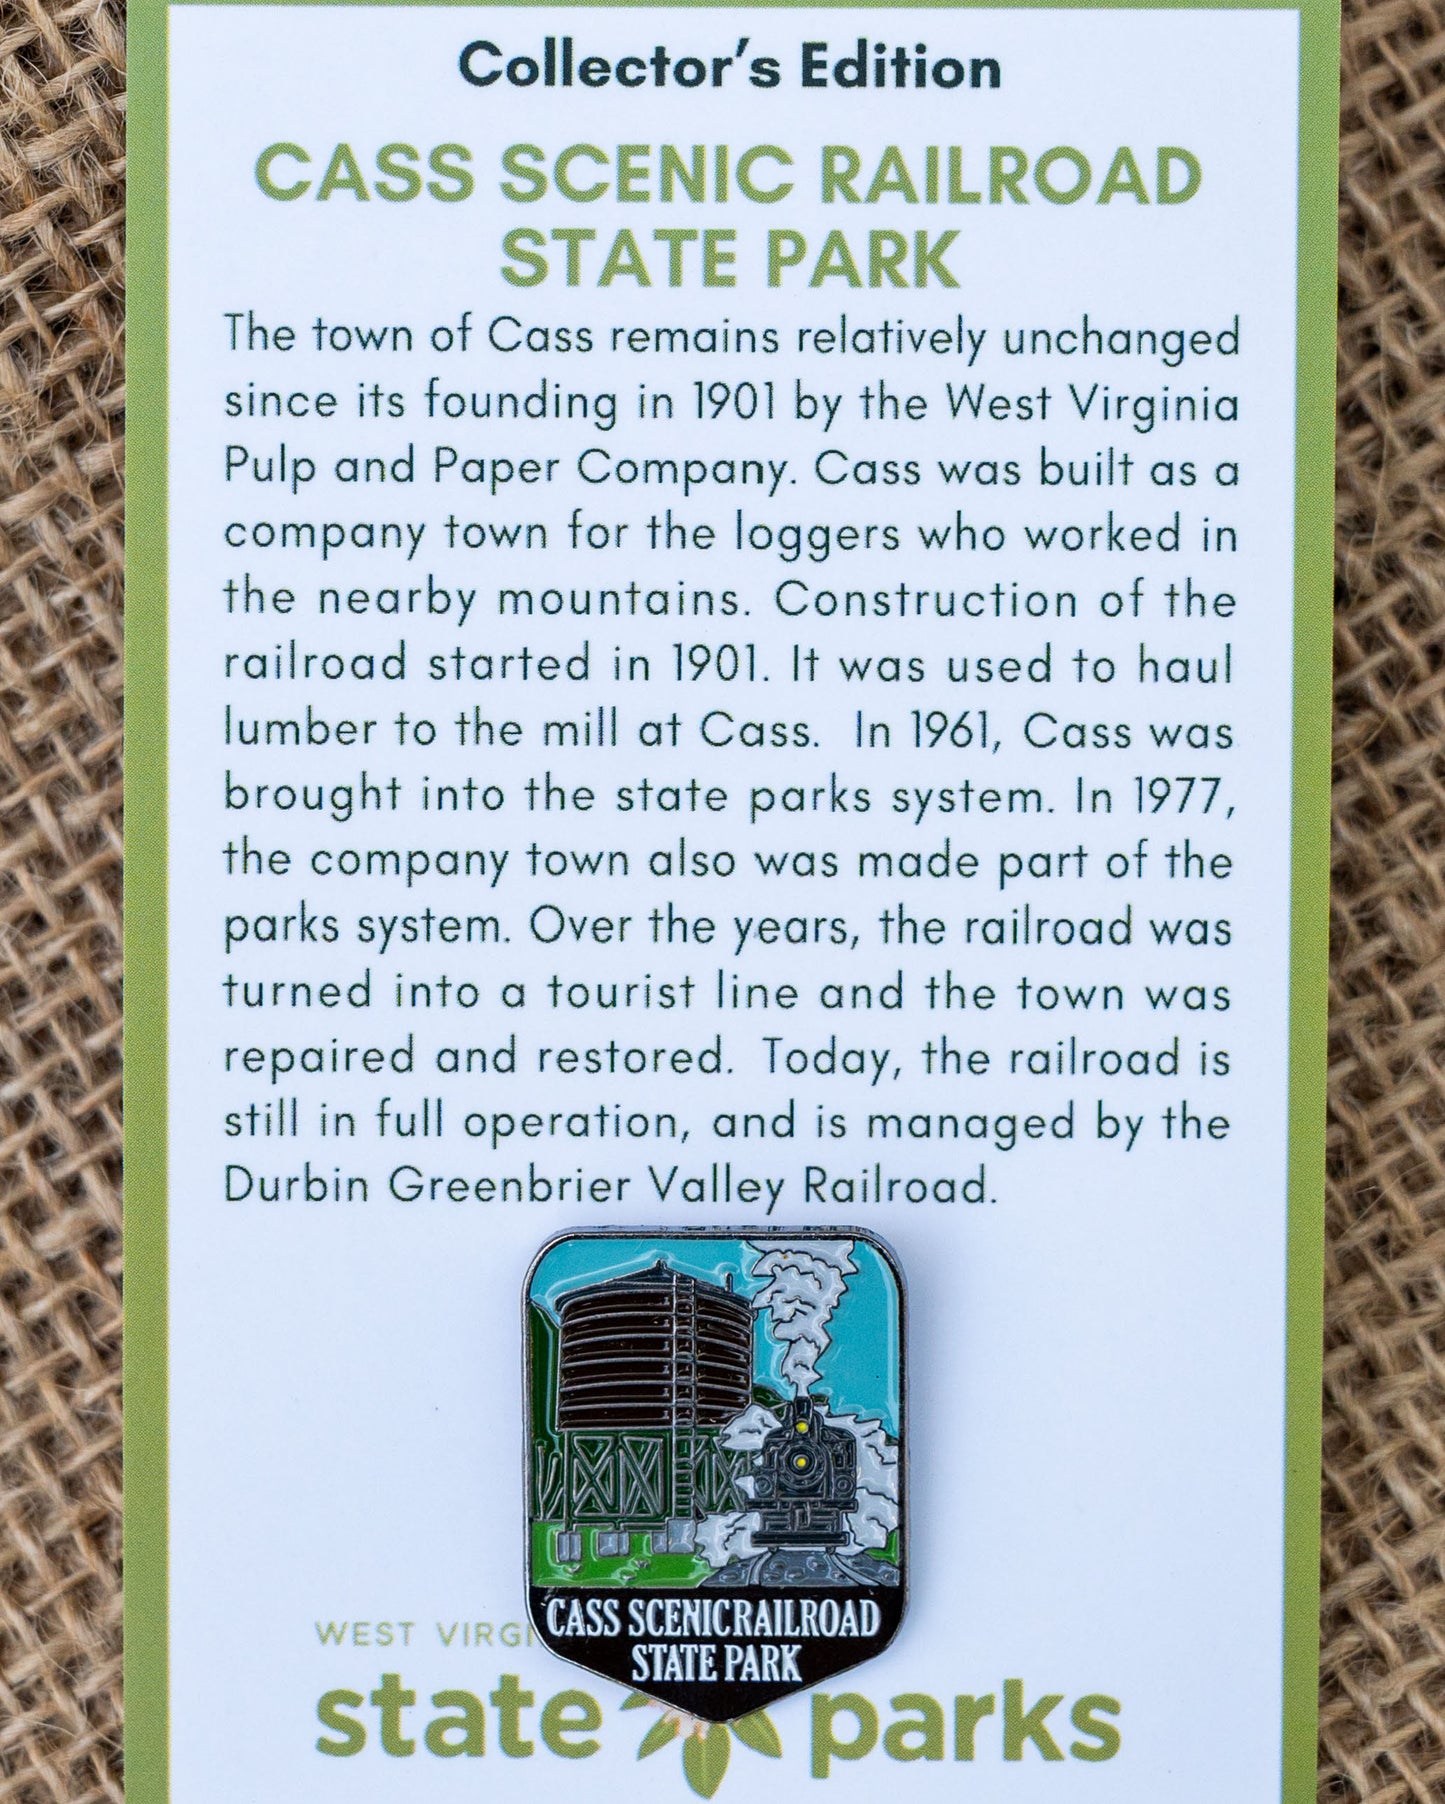 Collector's Edition
CASS SCENIC RAILROAD
STATE PARK
The town of Cass remains relatively unchanged
since its founding in 1901 by the West Virginia
Pulp and Paper Company. Cass was built as a
company town for the loggers who worked in
the nearby mountains. Construction of the
railroad started in 1901. It was used to haul
lumber to the mill at Cass. In 1961, Cass was
brought into the state parks system. In 1977,
the company town also was made part of the
parks system. Over the years, the railroad was
turned into a tourist line and the town was
repaired and restored. Today, the railroad is
still in full operation, and is managed by the
Durbin Greenbrier Valley Railroad.
CASS SCENIC RAILROAD
STATE PARK
WEST
state parks